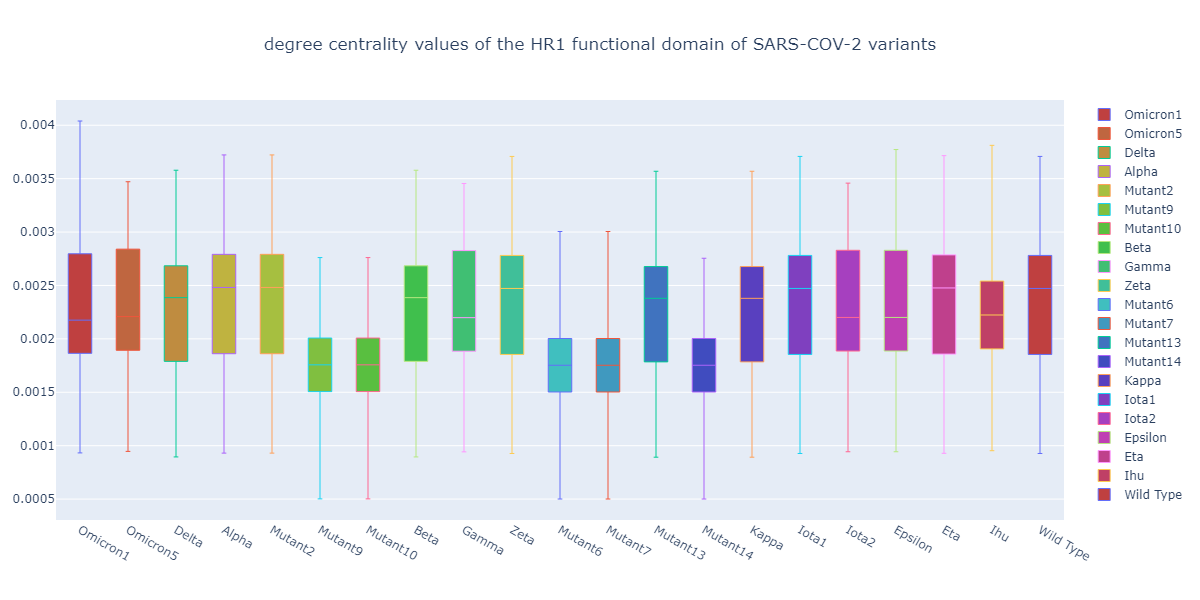 degree centrality values of the HR1 functional domain of SARS-COV-2 variants
0.004
0.0035
0.003
0.0025
0.002
0.0015
0.001
0.0005
Omicron1
Omicron5
Delta
Alpha
Mutant2
Mutant9
Mutant10
Beta
Gamma
Zeta
Mutant6
Mutant7
Mutant13
Mutant14
Kappa
Iota1
Iota2
Epsilon
Eta
Ihu
Wild Type
Omicron1
Omicron5
Delta
Alpha
Mutant2
Mutant9
Mutant10
Beta
Gamma
Zeta
Mutant6
Mutant7
Mutant13
Mutant14
Kappa
Iota1
Iota2
Epsilon
Eta
Ihu
Wild Type